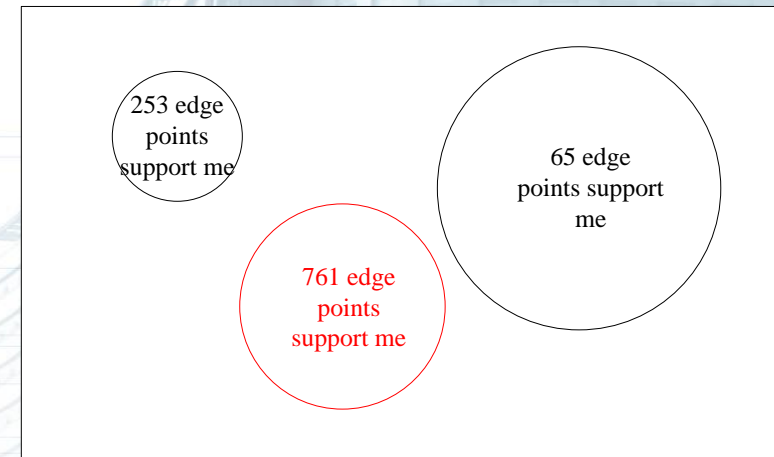 253 edge
points
support me
65 edge
points support
me
761 edge
points
support me